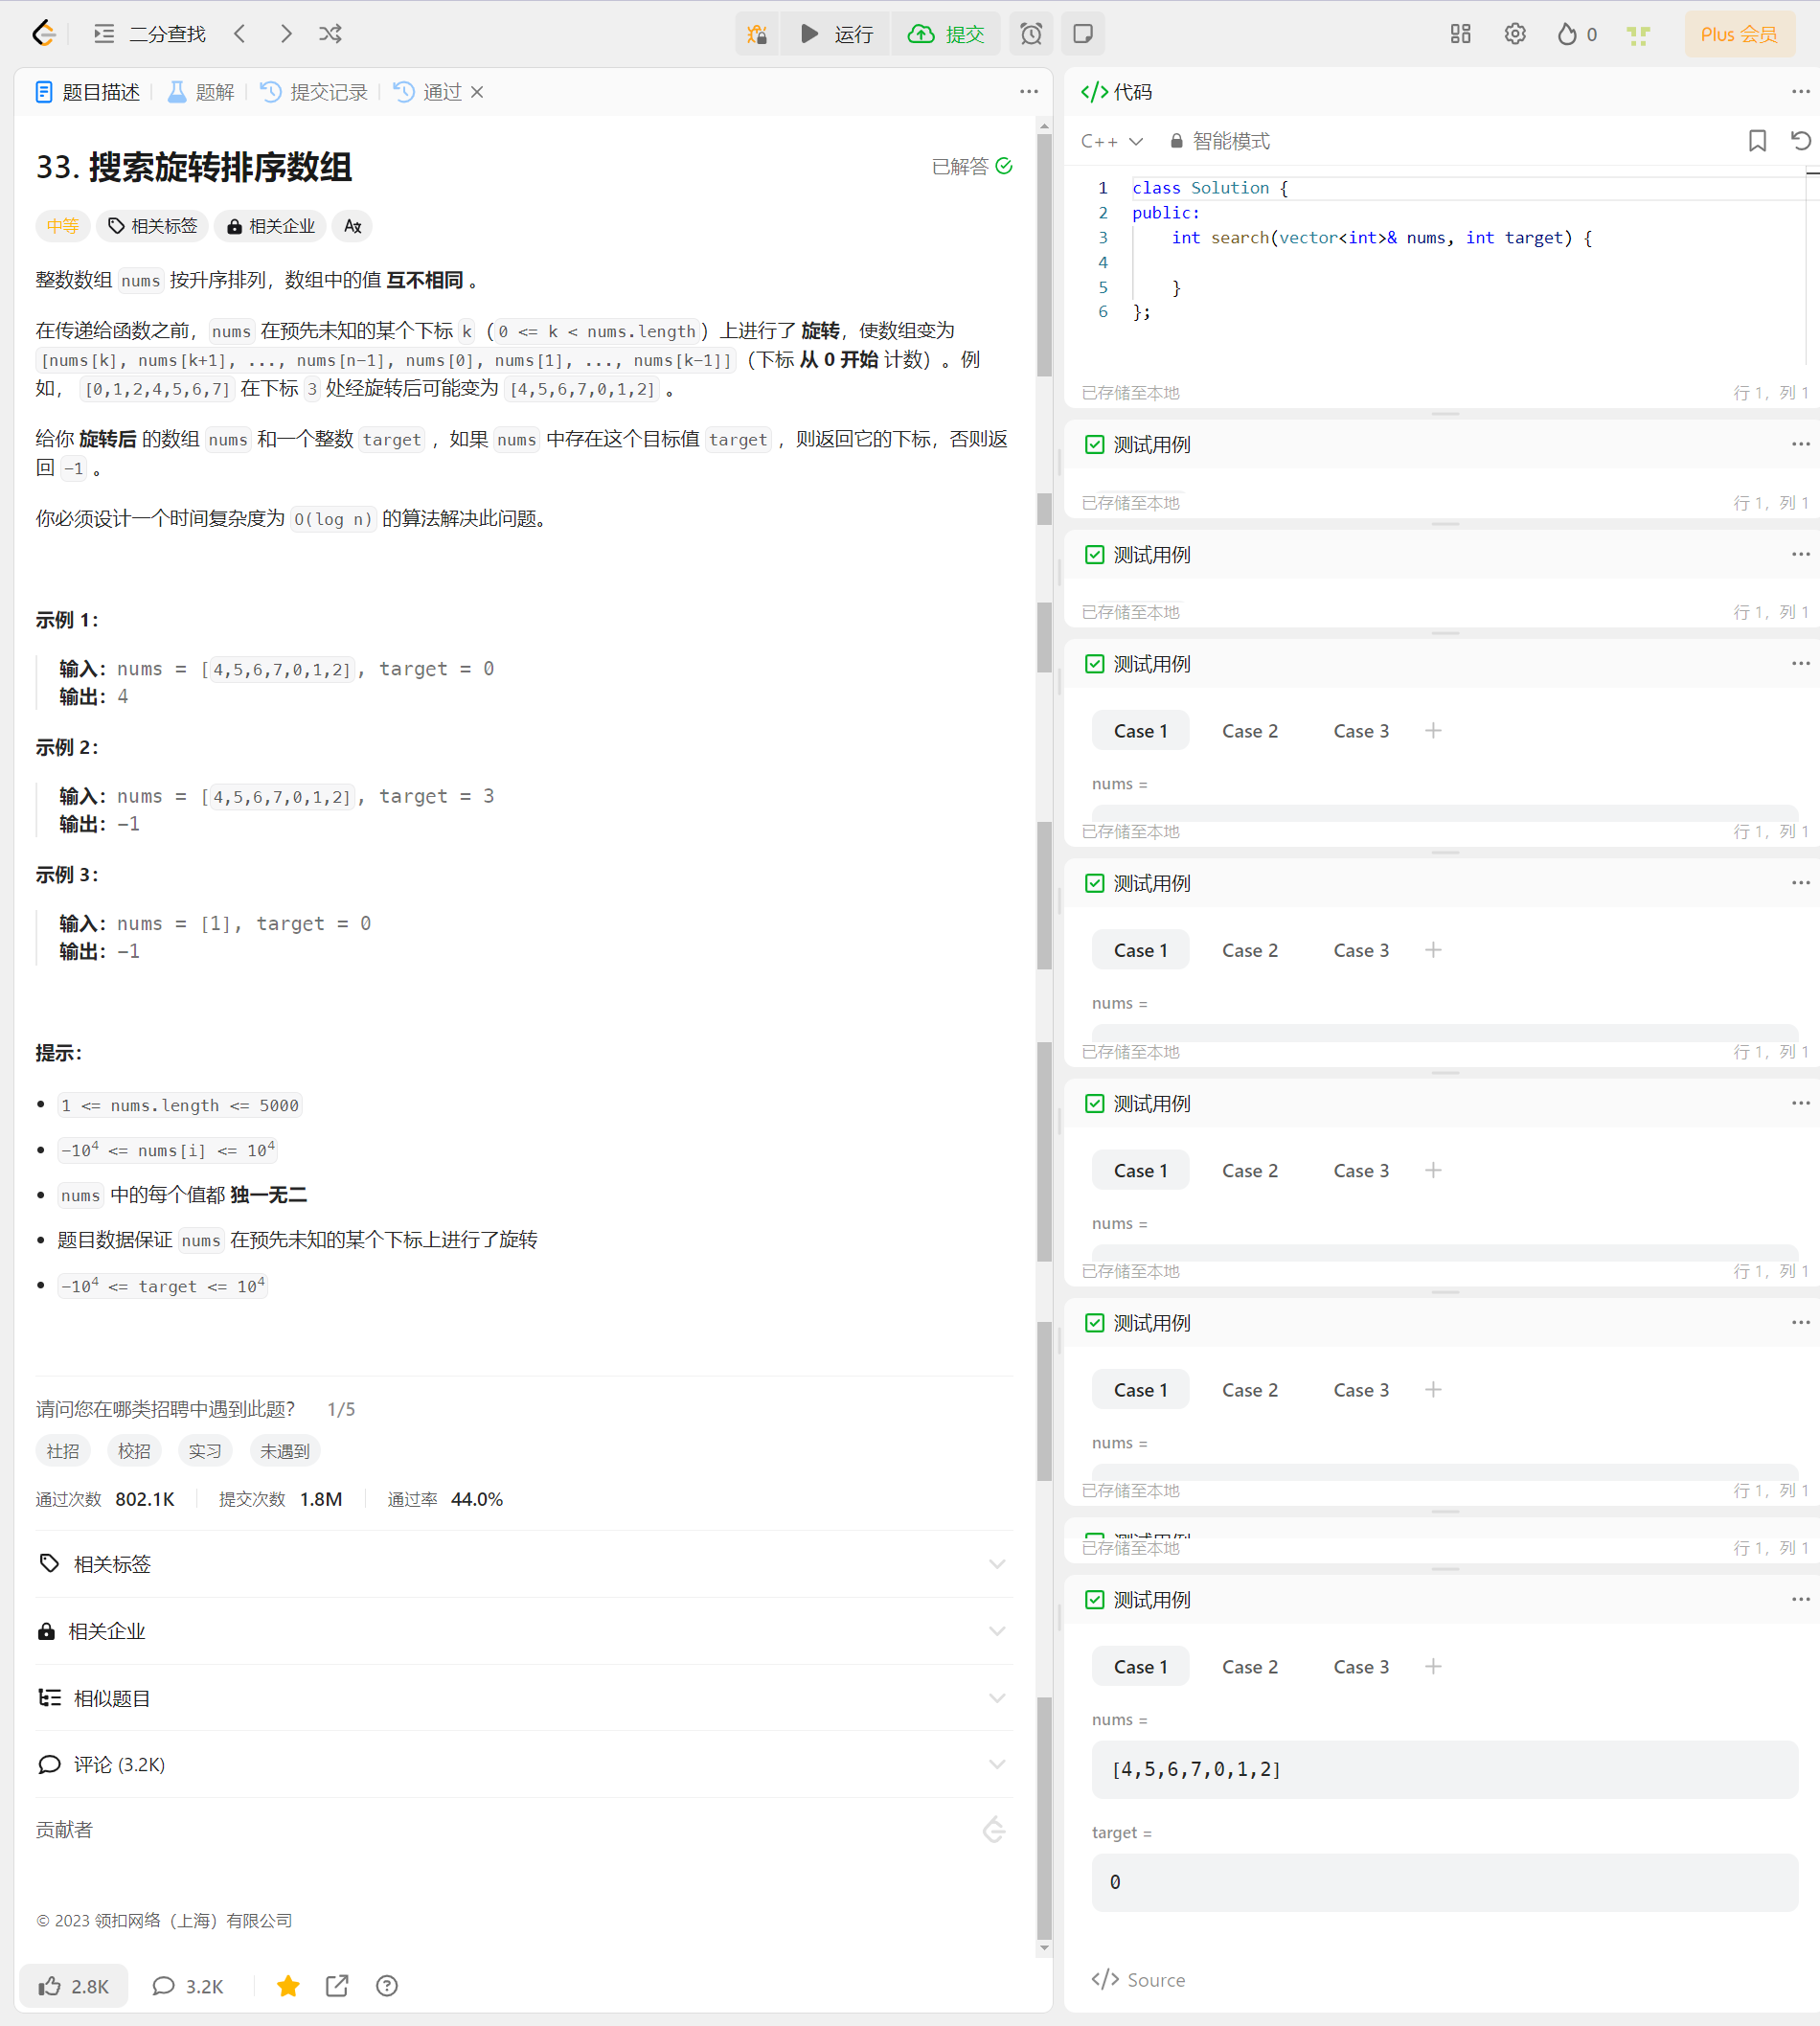 二分查找
运行
提交
0
Plus 会员
题目描述
题解
提交记录
通过
33. 搜索旋转排序数组
已解答
中等
相关标签
相关企业
整数数组 nums 按升序排列，数组中的值 互不相同 。
在传递给函数之前，nums 在预先未知的某个下标 k（0 <= k < nums.length）上进行了 旋转，使数组变为
[nums[k], nums[k+1], ..., nums[n-1], nums[0], nums[1], ..., nums[k-1]]（下标 从 0 开始 计数）。例
如， [0,1,2,4,5,6,7] 在下标 3 处经旋转后可能变为 [4,5,6,7,0,1,2] 。
给你 旋转后 的数组 nums 和一个整数 target ，如果 nums 中存在这个目标值 target ，则返回它的下标，否则返
回 -1 。
你必须设计一个时间复杂度为 O(log n) 的算法解决此问题。
示例 1：
输入：nums = [4,5,6,7,0,1,2], target = 0
输出：4
示例 2：
输入：nums = [4,5,6,7,0,1,2], target = 3
输出：-1
示例 3：
输入：nums = [1], target = 0
输出：-1
提示：
1 <= nums.length <= 5000
-10⁴ <= nums[i] <= 10⁴
nums 中的每个值都 独一无二
题目数据保证 nums 在预先未知的某个下标上进行了旋转
-10⁴ <= target <= 10⁴
请问您在哪类招聘中遇到此题？ 1/5
社招 校招 实习 未遇到
通过次数 802.1K 提交次数 1.8M 通过率 44.0%
相关标签
相关企业
相似题目
评论 (3.2K)
贡献者
© 2023 领扣网络（上海）有限公司
2.8K 3.2K
代码
C++ 智能模式
1 class Solution {
2 public:
3 int search(vector<int>& nums, int target) {
4
5 }
6 };
已存储至本地 行 1，列 1
测试用例
已存储至本地 行 1，列 1
测试用例
已存储至本地 行 1，列 1
测试用例
Case 1 Case 2 Case 3
nums =
已存储至本地 行 1，列 1
测试用例
Case 1 Case 2 Case 3
nums =
已存储至本地 行 1，列 1
测试用例
Case 1 Case 2 Case 3
nums =
已存储至本地 行 1，列 1
测试用例
Case 1 Case 2 Case 3
nums =
已存储至本地 行 1，列 1
测试用例
已存储至本地 行 1，列 1
测试用例
Case 1 Case 2 Case 3
nums =
[4,5,6,7,0,1,2]
target =
0
Source